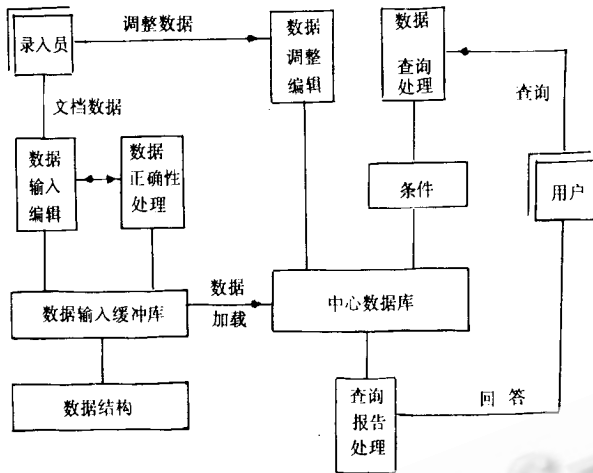 录入员
调整数据
数据
调整
编辑
数据
查询
处理
查询
文档数据
数据
输入
编辑
数据
正确性
处理
条件
用户
数据输入缓冲库
数据
加载
中心数据库
数据结构
查询
报告
处理
回答